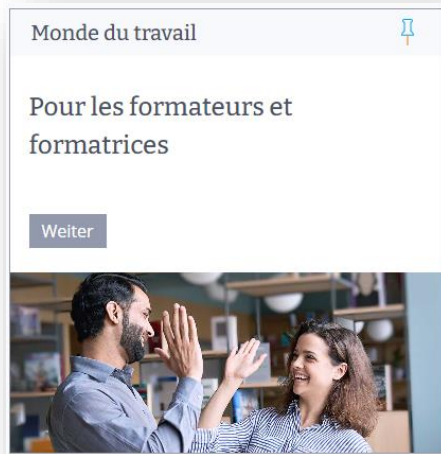 Monde du travail
Pour les formateurs et
formatrices
Weiter